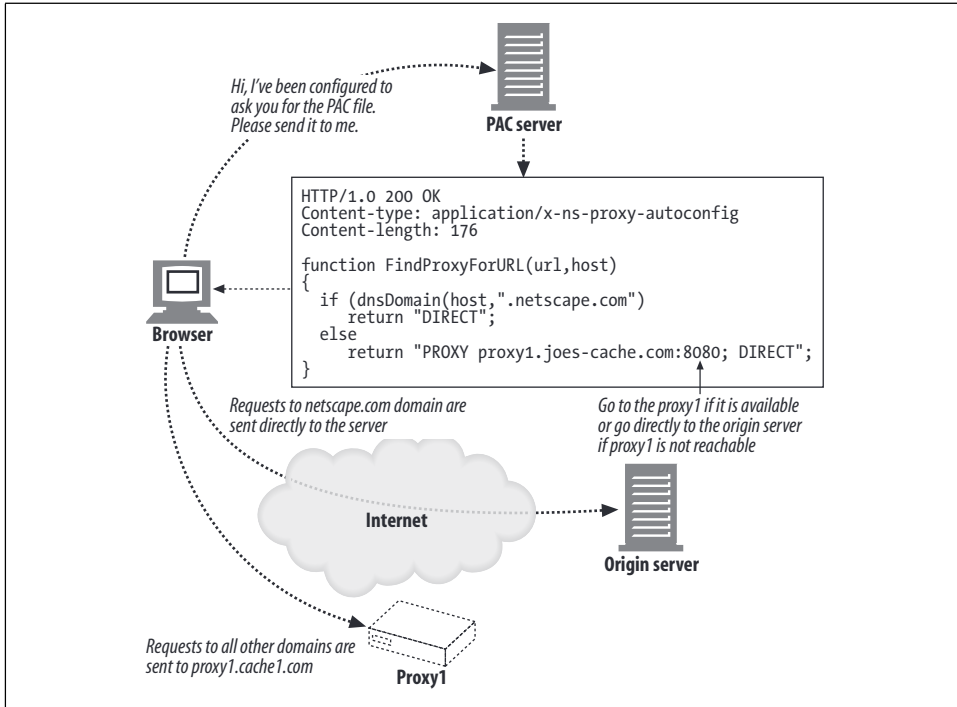 Hi, I've been configured to
ask you for the PAC file.
Please send it to me.
PAC server
HTTP/1.0 200 OK
Content-type: application/x-ns-proxy-autoconfig
Content-length: 176
function FindProxyForURL(url,host)
{
if (dnsDomain(host,".netscape.com")
return "DIRECT";
else
return "PROXY proxy1.joes-cache.com:8080; DIRECT";
}
Browser
Requests to netscape.com domain are
sent directly to the server
Go to the proxy1 if it is available
or go directly to the origin server
if proxy1 is not reachable
Internet
Origin server
Requests to all other domains are
sent to proxy1.cache1.com
Proxy1